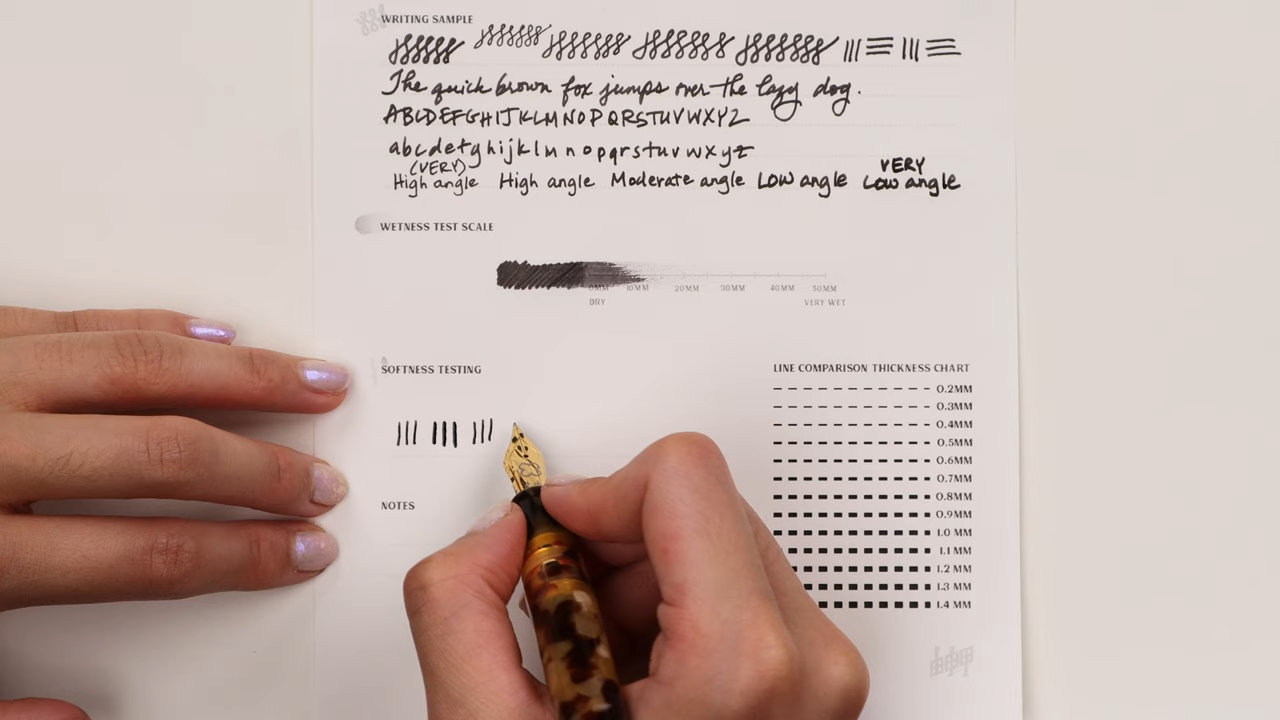 WRITING SAMPLE
The quick brown fox jumps over the lazy dog.
ABCDEFGHIJKLMNOPQRSTUVWXYZ
abcdefghijklmnopqrstuvwxyz
(VERY) VERY
High angle High angle Moderate angle Low angle Low angle
WETNESS TEST SCALE
0MM 10MM 20MM 30MM 40MM 50MM
DRY VERY WET
SOFTNESS TESTING
LINE COMPARISON THICKNESS CHART
0.2MM
0.3MM
0.4MM
0.5MM
0.6MM
0.7MM
0.8MM
NOTES
0.9MM
1.0 MM
1.1 MM
1.2 MM
1.3 MM
1.4 MM